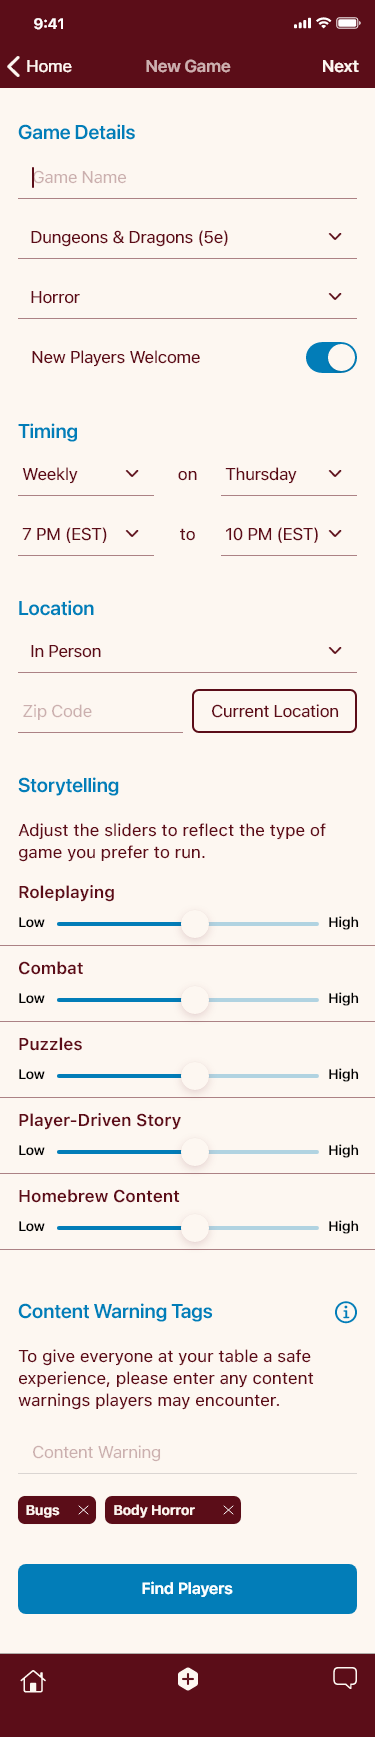 9:41
Home
New Game
Next
Game Details
Game Name
Dungeons & Dragons (5e)
Horror
New Players Welcome
Timing
Weekly on Thursday
7 PM (EST) to 10 PM (EST)
Location
In Person
Zip Code
Current Location
Storytelling
Adjust the sliders to reflect the type of
game you prefer to run.
Roleplaying
Low High
Combat
Low High
Puzzles
Low High
Player-Driven Story
Low High
Homebrew Content
Low High
Content Warning Tags
To give everyone at your table a safe
experience, please enter any content
warnings players may encounter.
Content Warning
Bugs
Body Horror
Find Players